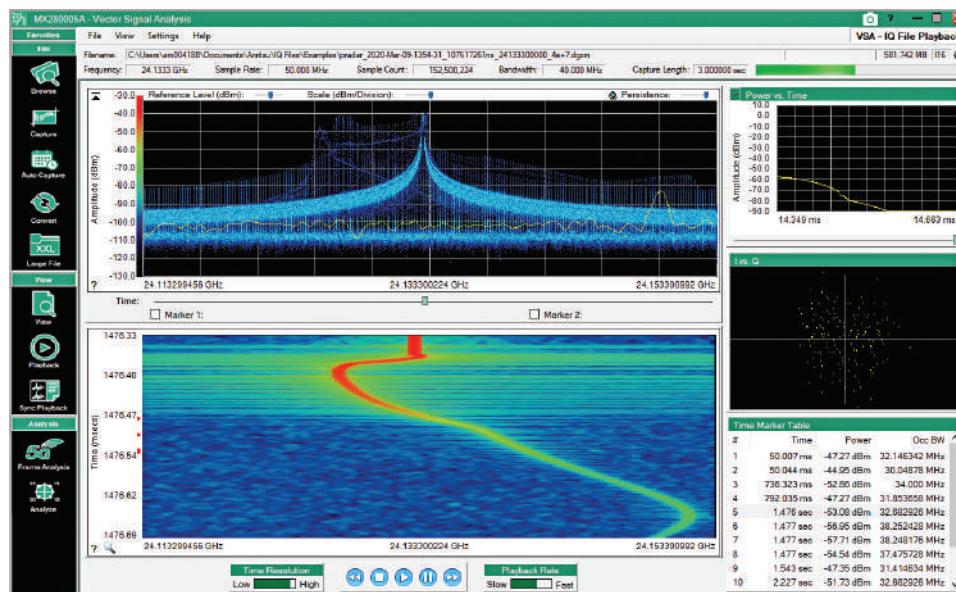 MX280005A - Vector Signal Analysis
Favorites
File View Settings Help
VSA - IQ File Playback
File
Filename: C:\Users\am004188\Documents\Anritsu\IQ Files\Examples\pradar_2020-Mar-09-1354-31_107617261ns_24133300000_4e+7.dgam
581.742 MB I16
Frequency: 24.1333 GHz Sample Rate: 50.000 MHz Sample Count: 152,500,224 Bandwidth: 40.000 MHz Capture Length: 3.000000 sec
Browse
Capture
Auto-Capture
Convert
XXL
Large File
View
View
Playback
Sync Playback
Analysis
5G
Frame Analysis
Analyze
Reference Level (dBm): Scale (dBm/Division): Persistence:
Amplitude (dBm)
-30.0
-40.0
-50.0
-60.0
-70.0
-80.0
-90.0
-100.0
-110.0
-120.0
-130.0
?
24.113299456 GHz 24.133300224 GHz 24.153300992 GHz
Time:
Marker 1: Marker 2:
Time (msecs)
1476.33
1476.40
1476.47
1476.54
1476.62
1476.69
?
24.113299456 GHz 24.133300224 GHz 24.153300992 GHz
Time Resolution
Low High
Playback Rate
Slow Fast
Power vs. Time
Amplitude (dBm)
10.0
0.0
-10.0
-20.0
-30.0
-40.0
-50.0
-60.0
-70.0
-80.0
-90.0
14.349 ms 14.663 ms
I vs. Q
Time Marker Table
# Time Power Occ BW
1 50.007 ms -47.27 dBm 32.146342 MHz
2 50.044 ms -44.95 dBm 30.04878 MHz
3 736.323 ms -52.86 dBm 34.000 MHz
4 792.035 ms -47.27 dBm 31.853658 MHz
5 1.476 sec -53.08 dBm 32.682926 MHz
6 1.477 sec -56.95 dBm 38.252428 MHz
7 1.477 sec -57.71 dBm 38.248176 MHz
8 1.477 sec -54.54 dBm 37.475728 MHz
9 1.543 sec -47.35 dBm 31.414634 MHz
10 2.227 sec -51.73 dBm 32.682926 MHz